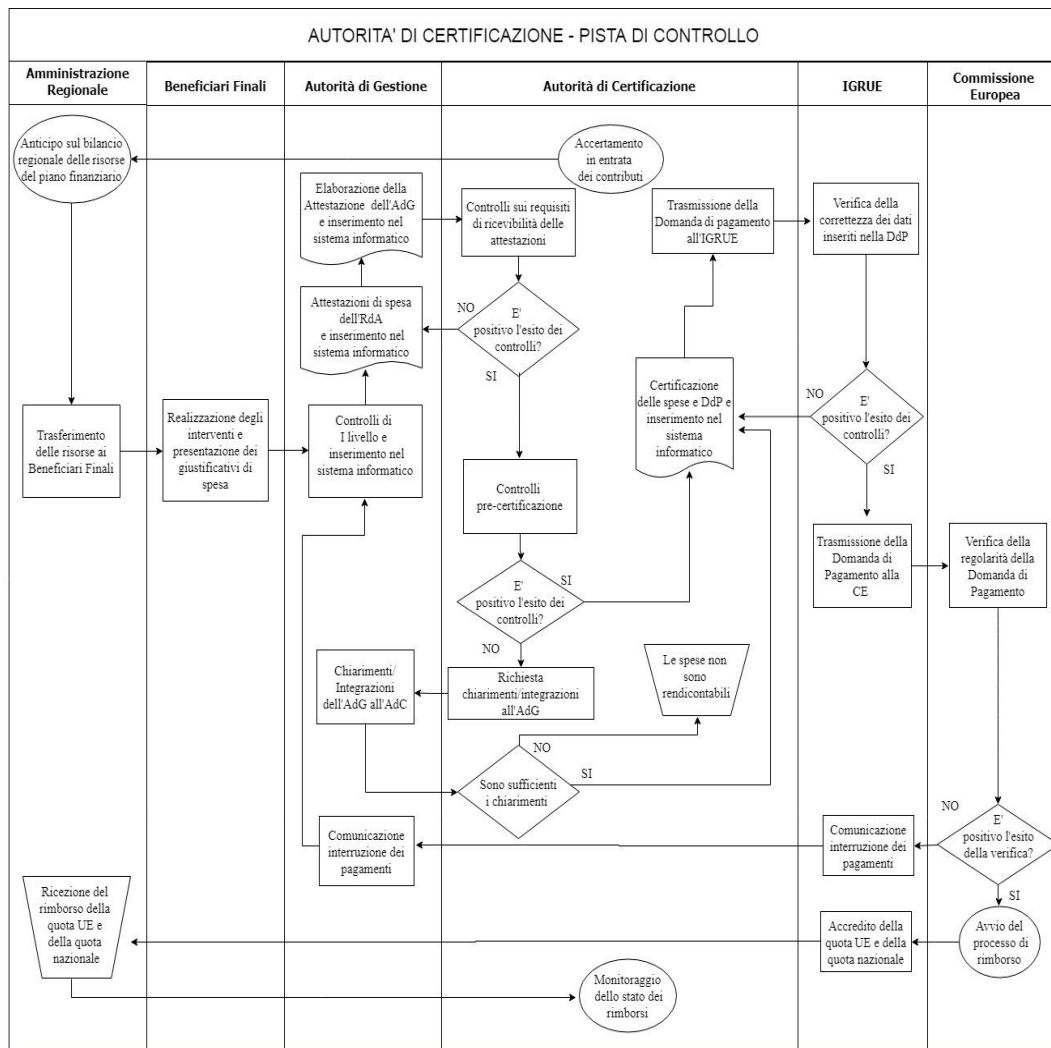 AUTORITA' DI CERTIFICAZIONE - PISTA DI CONTROLLO
Amministrazione
Regionale
Beneficiari Finali
Autorità di Gestione
Autorità di Certificazione
IGRUE
Commissione
Europea
Anticipo sul bilancio
regionale delle risorse
del piano finanziario
Accertamento
in entrata
dei contributi
Elaborazione della
Attestazione dell'AdG
e inserimento nel
sistema informatico
Controlli sui requisiti
di ricevibilità delle
attestazioni
Trasmissione della
Domanda di pagamento
all'IGRUE
Verifica della
correttezza dei dati
inseriti nella DdP
Attestazioni di spesa
dell'RdA
e inserimento nel
sistema informatico
NO
E'
positivo l'esito dei
controlli?
SI
Certificazione
delle spese e DdP e
inserimento nel
sistema
informatico
NO
E'
positivo l'esito dei
controlli?
SI
Trasferimento
delle risorse ai
Beneficiari Finali
Realizzazione degli
interventi e
presentazione dei
giustificativi di
spesa
Controlli di
I livello e
inserimento nel
sistema informatico
Controlli
pre-certificazione
Trasmissione della
Domanda di
Pagamento alla
CE
Verifica della
regolarità della
Domanda di
Pagamento
E'
positivo l'esito dei
controlli?
SI
NO
Chiarimenti/
Integrazioni
dell'AdG all'AdC
Richiesta
chiarimenti/integrazioni
all'AdG
Le spese non
sono
rendicontabili
NO
Sono sufficienti
i chiarimenti
SI
Comunicazione
interruzione dei
pagamenti
Comunicazione
interruzione dei
pagamenti
NO
E'
positivo l'esito
della verifica?
SI
Ricezione del
rimborso della
quota UE e
della quota
nazionale
Accredito della
quota UE e della
quota nazionale
Avvio del
processo di
rimborso
Monitoraggio
dello stato dei
rimborsi